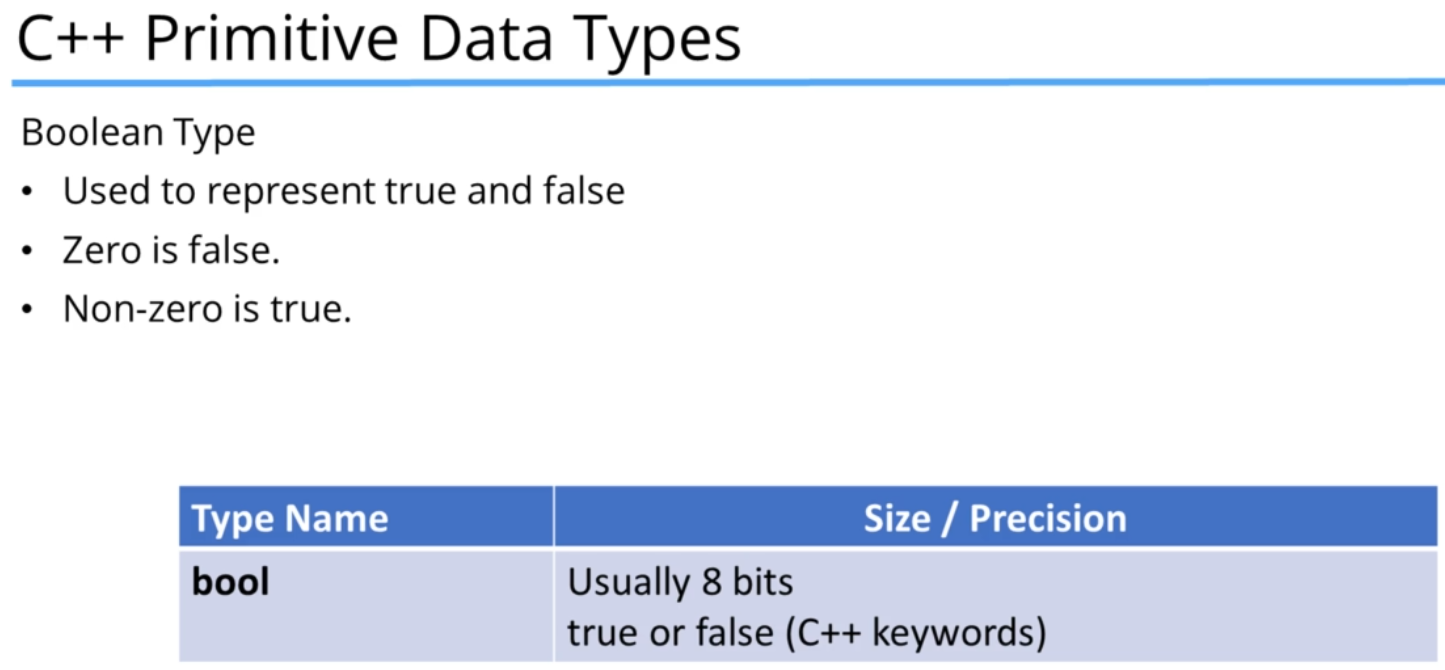 C++ Primitive Data Types
Boolean Type
• Used to represent true and false
• Zero is false.
• Non-zero is true.
Type Name Size / Precision
bool Usually 8 bits
true or false (C++ keywords)